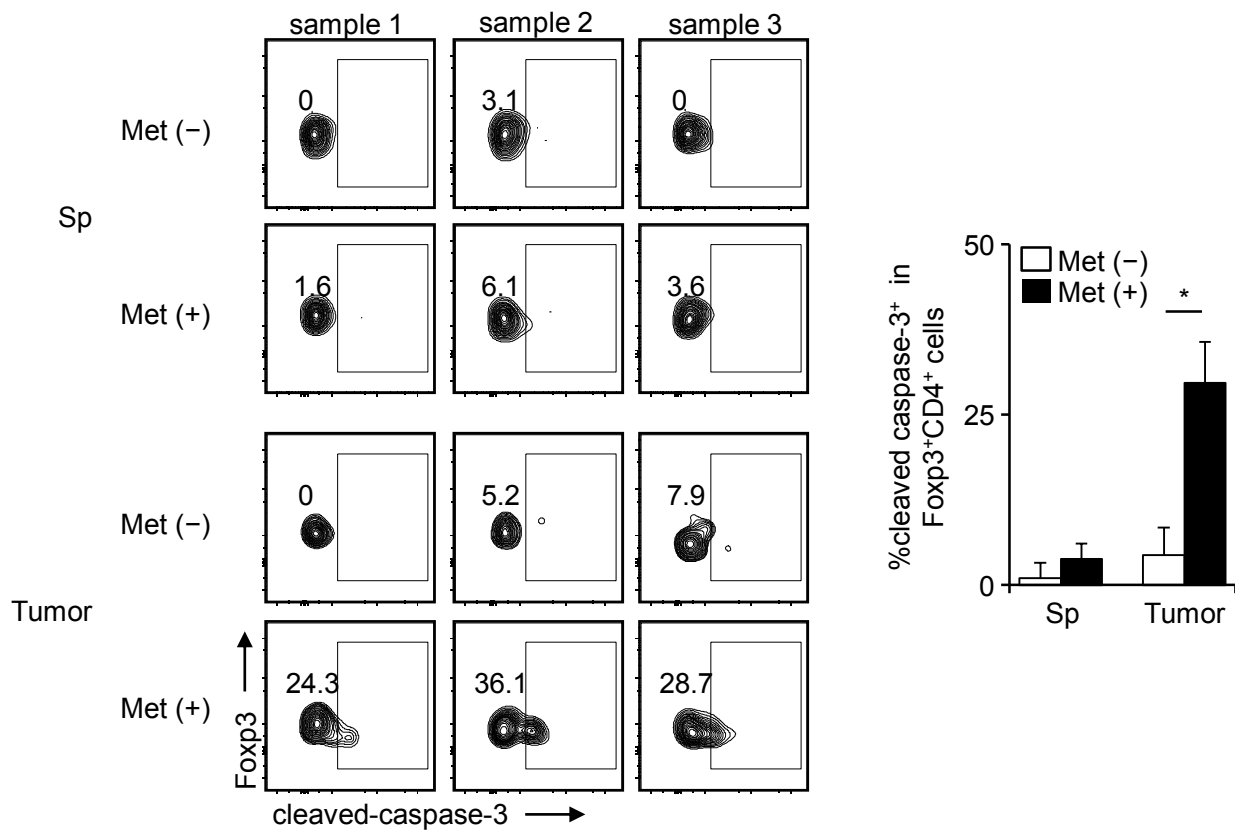 sample 1 sample 2 sample 3
Met (−) 0 3.1 0
Sp
Met (+) 1.6 6.1 3.6
Met (−) 0 5.2 7.9
Tumor
Met (+) 24.3 36.1 28.7
Foxp3
cleaved-caspase-3
%cleaved caspase-3⁺ in
Foxp3⁺CD4⁺ cells
50
25
0
Met (−)
Met (+)
*
Sp Tumor